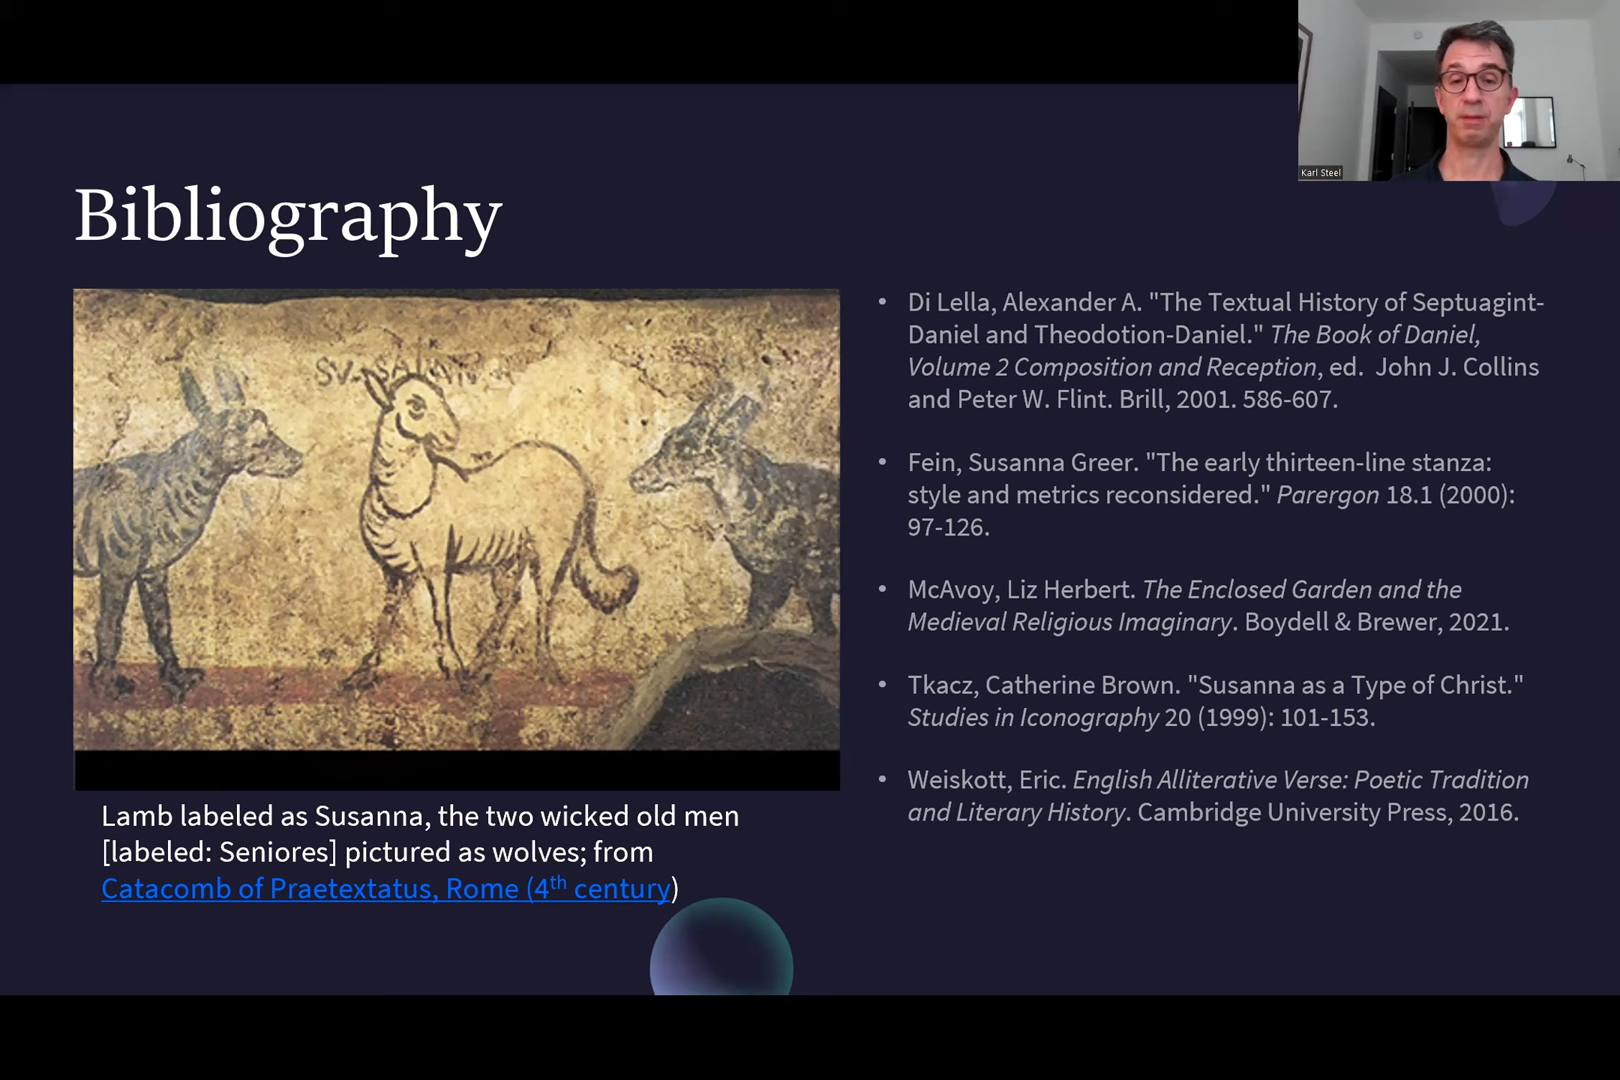 Karl Steel
Bibliography
SV SANNA
Lamb labeled as Susanna, the two wicked old men
[labeled: Seniores] pictured as wolves; from
Catacomb of Praetextatus, Rome (4th century)
• Di Lella, Alexander A. "The Textual History of Septuagint-
Daniel and Theodotion-Daniel." The Book of Daniel,
Volume 2 Composition and Reception, ed. John J. Collins
and Peter W. Flint. Brill, 2001. 586-607.
• Fein, Susanna Greer. "The early thirteen-line stanza:
style and metrics reconsidered." Parergon 18.1 (2000):
97-126.
• McAvoy, Liz Herbert. The Enclosed Garden and the
Medieval Religious Imaginary. Boydell & Brewer, 2021.
• Tkacz, Catherine Brown. "Susanna as a Type of Christ."
Studies in Iconography 20 (1999): 101-153.
• Weiskott, Eric. English Alliterative Verse: Poetic Tradition
and Literary History. Cambridge University Press, 2016.